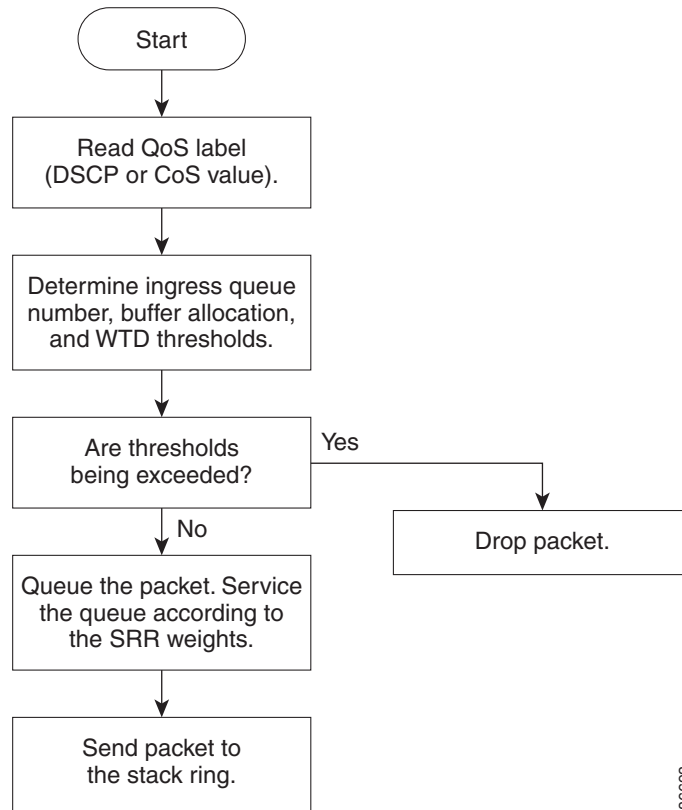 Start
Read QoS label
(DSCP or CoS value).
Determine ingress queue
number, buffer allocation,
and WTD thresholds.
Are thresholds
being exceeded?
Yes
No
Drop packet.
Queue the packet. Service
the queue according to
the SRR weights.
Send packet to
the stack ring.